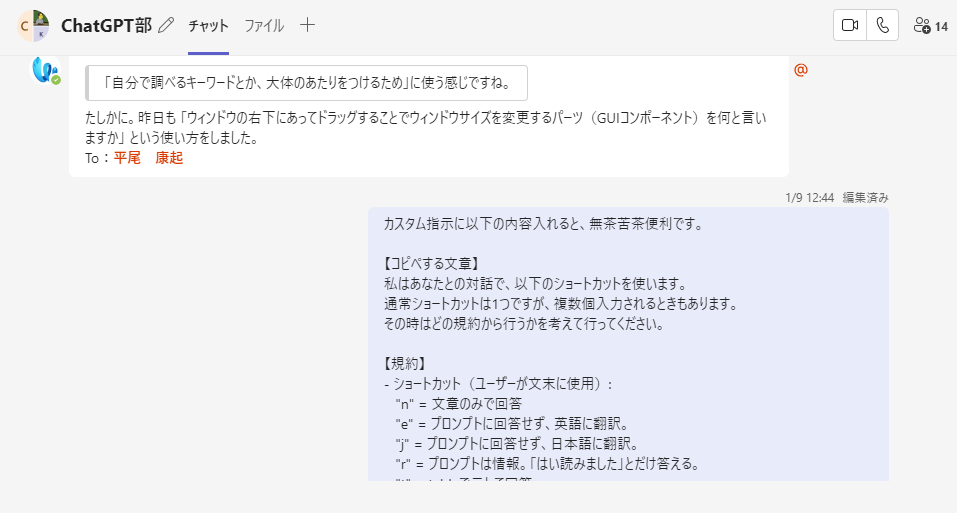 C
K
ChatGPT部 チャット ファイル 14
@
「自分で調べるキーワードとか、大体のあたりをつけるため」に使う感じですね。
たしかに。昨日も「ウィンドウの右下にあってドラッグすることでウィンドウサイズを変更するパーツ（GUIコンポーネント）を何と言い
ますか」という使い方をしました。
To：平尾　康起
1/9 12:44 編集済み
カスタム指示に以下の内容入れると、無茶苦茶便利です。
【コピペする文章】
私はあなたとの対話で、以下のショートカットを使います。
通常ショートカットは1つですが、複数個入力されるときもあります。
その時はどの規約から行うかを考えて行ってください。
【規約】
- ショートカット（ユーザーが文末に使用）:
"n" = 文章のみで回答
"e" = プロンプトに回答せず、英語に翻訳。
"j" = プロンプトに回答せず、日本語に翻訳。
"r" = プロンプトは情報。「はい読みました」とだけ答える。